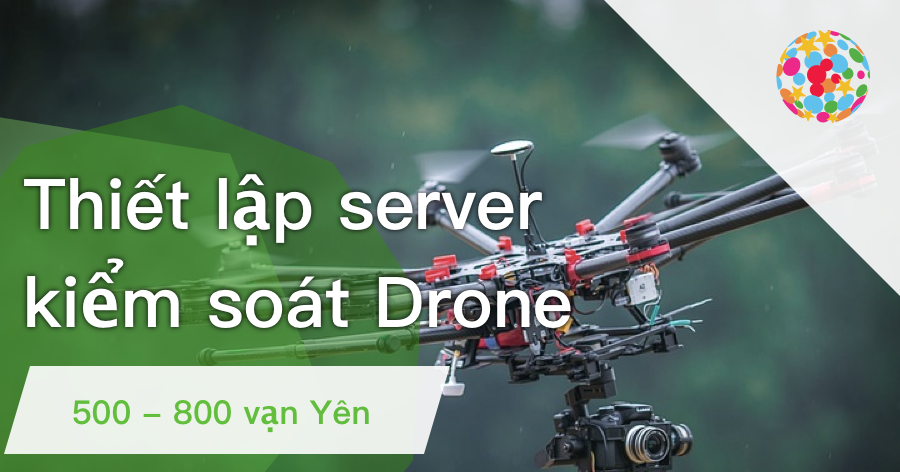 Thiết lập server
kiểm soát Drone
500 – 800 vạn Yên